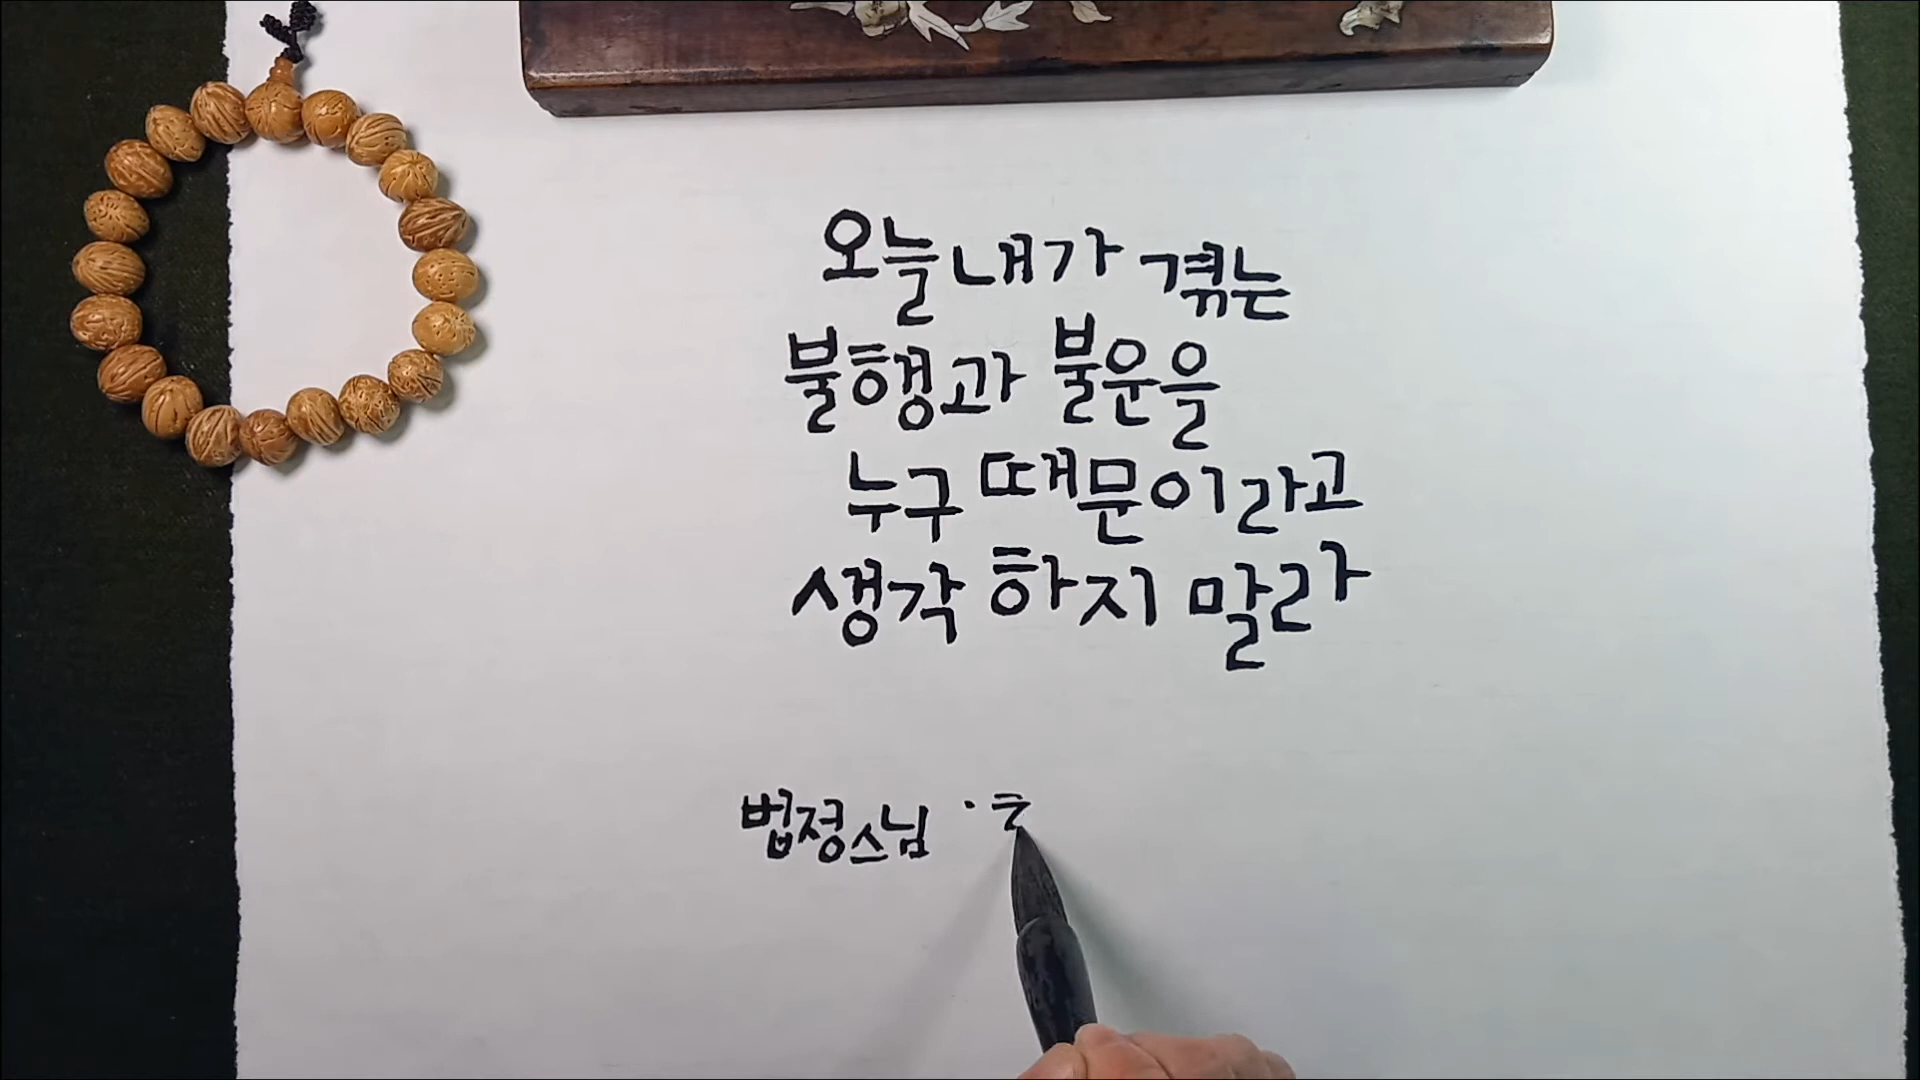 오늘 내가 겪는
불행과 불운을
누구 때문이라고
생각 하지 말라
법정스님 ·